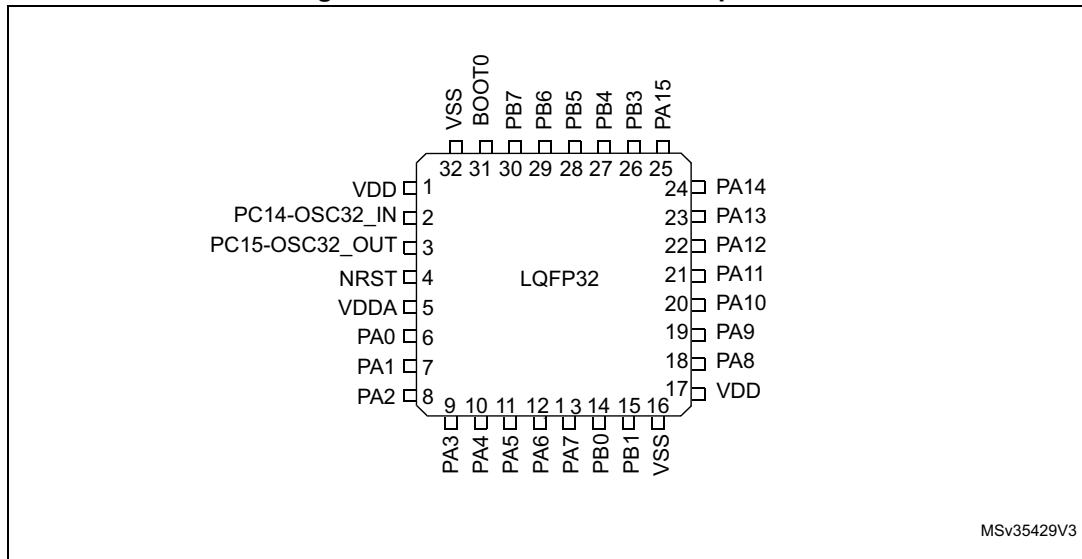 VSS
BOOT0
PB7
PB6
PB5
PB4
PB3
PA15
32 31 30 29 28 27 26 25
VDD 1 24 PA14
PC14-OSC32_IN 2 23 PA13
PC15-OSC32_OUT 3 22 PA12
NRST 4 LQFP32 21 PA11
VDDA 5 20 PA10
PA0 6 19 PA9
PA1 7 18 PA8
PA2 8 17 VDD
9 10 11 12 13 14 15 16
PA3
PA4
PA5
PA6
PA7
PB0
PB1
VSS
MSv35429V3